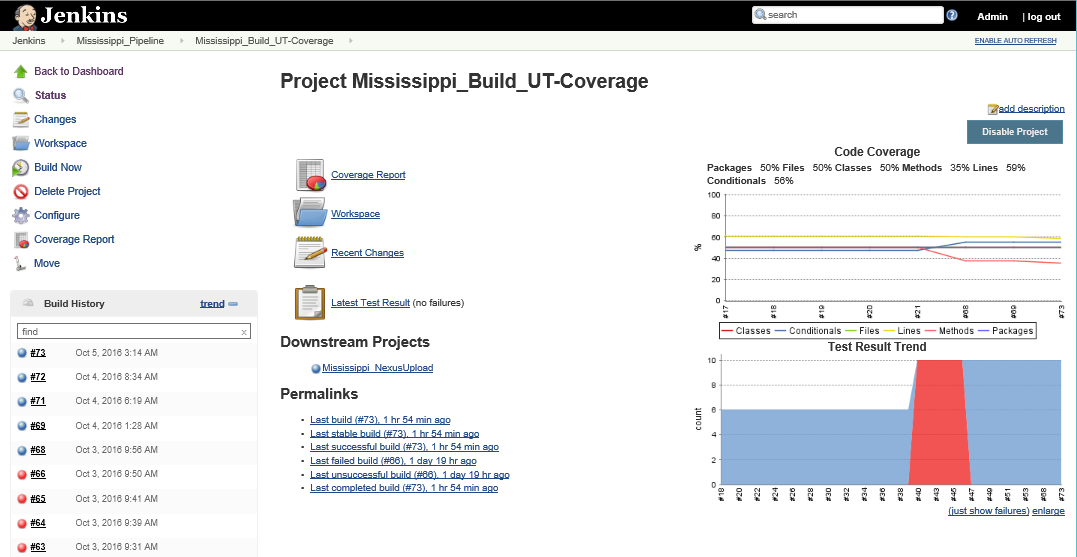 Jenkins
search
Admin | log out
Jenkins Mississippi_Pipeline Mississippi_Build_UT-Coverage
ENABLE AUTO REFRESH
Back to Dashboard
Status
Changes
Workspace
Build Now
Delete Project
Configure
Coverage Report
Move
Build History trend
find x
#73 Oct 5, 2016 3:14 AM
#72 Oct 4, 2016 8:34 AM
#71 Oct 4, 2016 6:19 AM
#69 Oct 4, 2016 1:28 AM
#68 Oct 3, 2016 9:56 AM
#66 Oct 3, 2016 9:50 AM
#65 Oct 3, 2016 9:41 AM
#64 Oct 3, 2016 9:39 AM
#63 Oct 3, 2016 9:31 AM
Project Mississippi_Build_UT-Coverage
add description
Disable Project
Coverage Report
Workspace
Recent Changes
Latest Test Result (no failures)
Downstream Projects
Mississippi_NexusUpload
Permalinks
• Last build (#73), 1 hr 54 min ago
• Last stable build (#73), 1 hr 54 min ago
• Last successful build (#73), 1 hr 54 min ago
• Last failed build (#66), 1 day 19 hr ago
• Last unsuccessful build (#66), 1 day 19 hr ago
• Last completed build (#73), 1 hr 54 min ago
Code Coverage
Packages 50% Files 50% Classes 50% Methods 35% Lines 59%
Conditionals 56%
100
80
60
40
20
0
%
#17 #18 #19 #20 #21 #68 #69 #73
Classes Conditionals Files Lines Methods Packages
Test Result Trend
10
8
6
4
2
0
count
#18 #20 #22 #24 #26 #28 #30 #32 #34 #36 #38 #40 #43 #45 #47 #49 #51 #53 #68 #73
(just show failures) enlarge